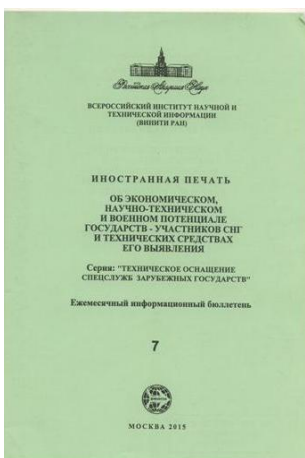 Российская Академия Наук
ВСЕРОССИЙСКИЙ ИНСТИТУТ НАУЧНОЙ И
ТЕХНИЧЕСКОЙ ИНФОРМАЦИИ
(ВИНИТИ РАН)
ИНОСТРАННАЯ ПЕЧАТЬ
ОБ ЭКОНОМИЧЕСКОМ,
НАУЧНО-ТЕХНИЧЕСКОМ
И ВОЕННОМ ПОТЕНЦИАЛЕ
ГОСУДАРСТВ - УЧАСТНИКОВ СНГ
И ТЕХНИЧЕСКИХ СРЕДСТВАХ
ЕГО ВЫЯВЛЕНИЯ
Серия: "ТЕХНИЧЕСКОЕ ОСНАЩЕНИЕ
СПЕЦСЛУЖБ ЗАРУБЕЖНЫХ ГОСУДАРСТВ"
Ежемесячный информационный бюллетень
7
МОСКВА 2015